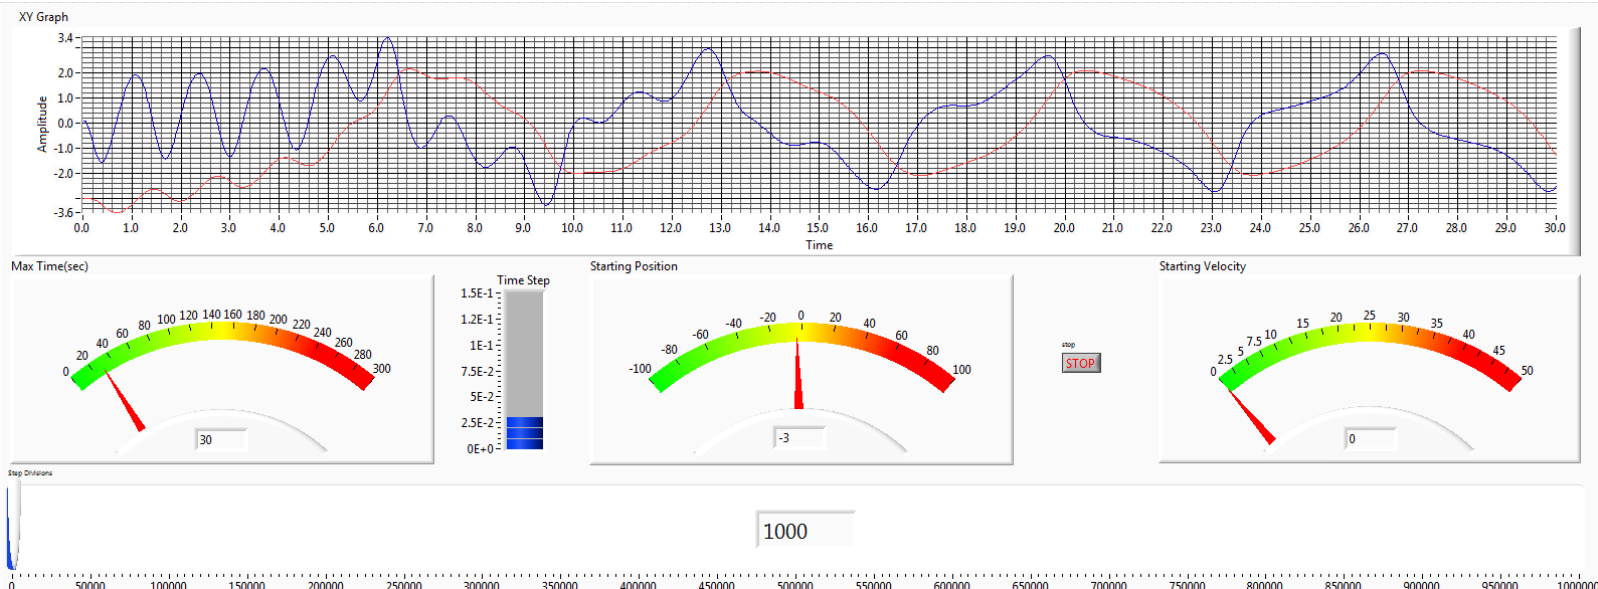 XY Graph
3.4
2.0
1.0
0.0
-1.0
-2.0
-3.6
Amplitude
0.0 1.0 2.0 3.0 4.0 5.0 6.0 7.0 8.0 9.0 10.0 11.0 12.0 13.0 14.0 15.0 16.0 17.0 18.0 19.0 20.0 21.0 22.0 23.0 24.0 25.0 26.0 27.0 28.0 29.0 30.0
Time
Max Time(sec)
0 20 40 60 80 100 120 140 160 180 200 220 240 260 280 300
30
Time Step
1.5E-1
1.2E-1
1E-1
7.5E-2
5E-2
2.5E-2
0E+0
Starting Position
-100 -80 -60 -40 -20 0 20 40 60 80 100
-3
stop
STOP
Starting Velocity
0 2.5 5 7.5 10 15 20 25 30 35 40 45 50
0
Step Divisions
1000
0 50000 100000 150000 200000 250000 300000 350000 400000 450000 500000 550000 600000 650000 700000 750000 800000 850000 900000 950000 1000000